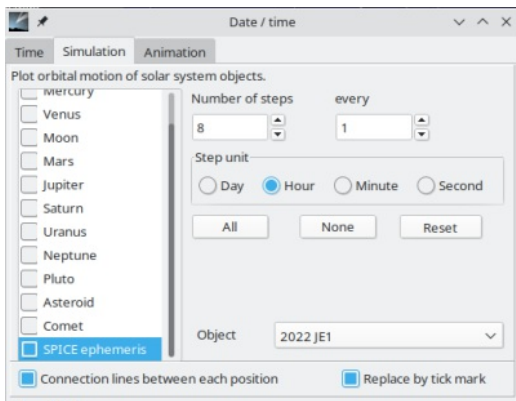 Date / time
Time Simulation Animation
Plot orbital motion of solar system objects.
Mercury
Venus
Moon
Mars
Jupiter
Saturn
Uranus
Neptune
Pluto
Asteroid
Comet
SPICE ephemeris
Number of steps every
8 1
Step unit
Day Hour Minute Second
All None Reset
Object 2022 JE1
Connection lines between each position Replace by tick mark